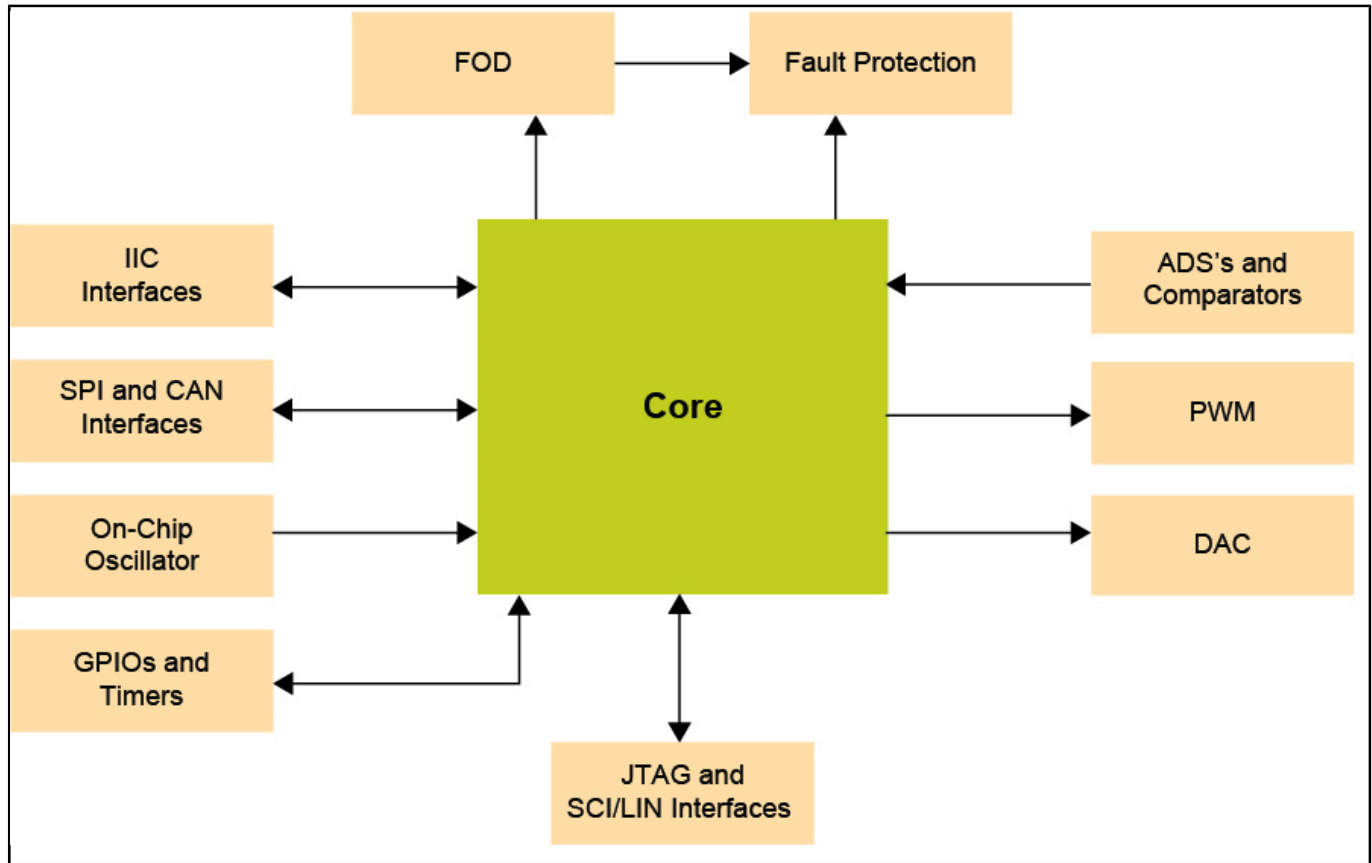 FOD
Fault Protection
IIC
Interfaces
ADS's and
Comparators
SPI and CAN
Interfaces
Core
PWM
On-Chip
Oscillator
DAC
GPIOs and
Timers
JTAG and
SCI/LIN Interfaces